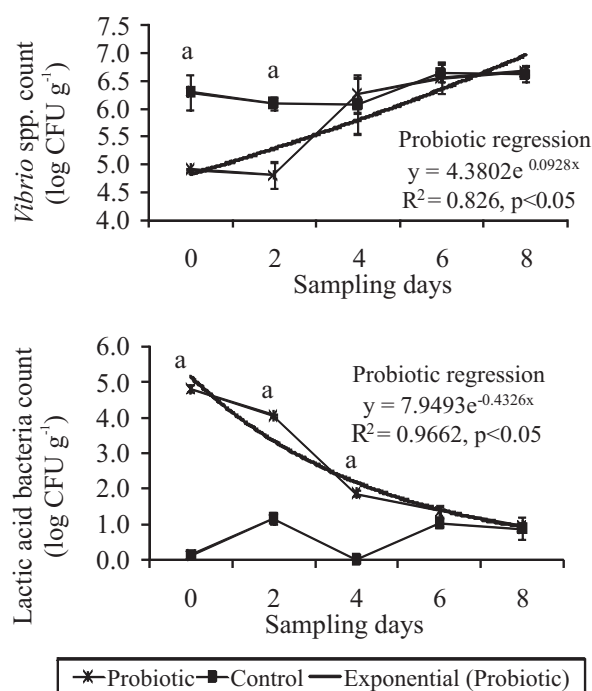 Vibrio spp. count
(log CFU g-1)
7.5
7.0
6.5
6.0
5.5
5.0
4.5
4.0
a
a
Probiotic regression
y = 4.3802e 0.0928x
R2 = 0.826, p<0.05
0 2 4 6 8
Sampling days
Lactic acid bacteria count
(log CFU g-1)
6.0
5.0
4.0
3.0
2.0
1.0
0.0
a
a
a
Probiotic regression
y = 7.9493e-0.4326x
R2 = 0.9662, p<0.05
0 2 4 6 8
Sampling days
Probiotic Control Exponential (Probiotic)